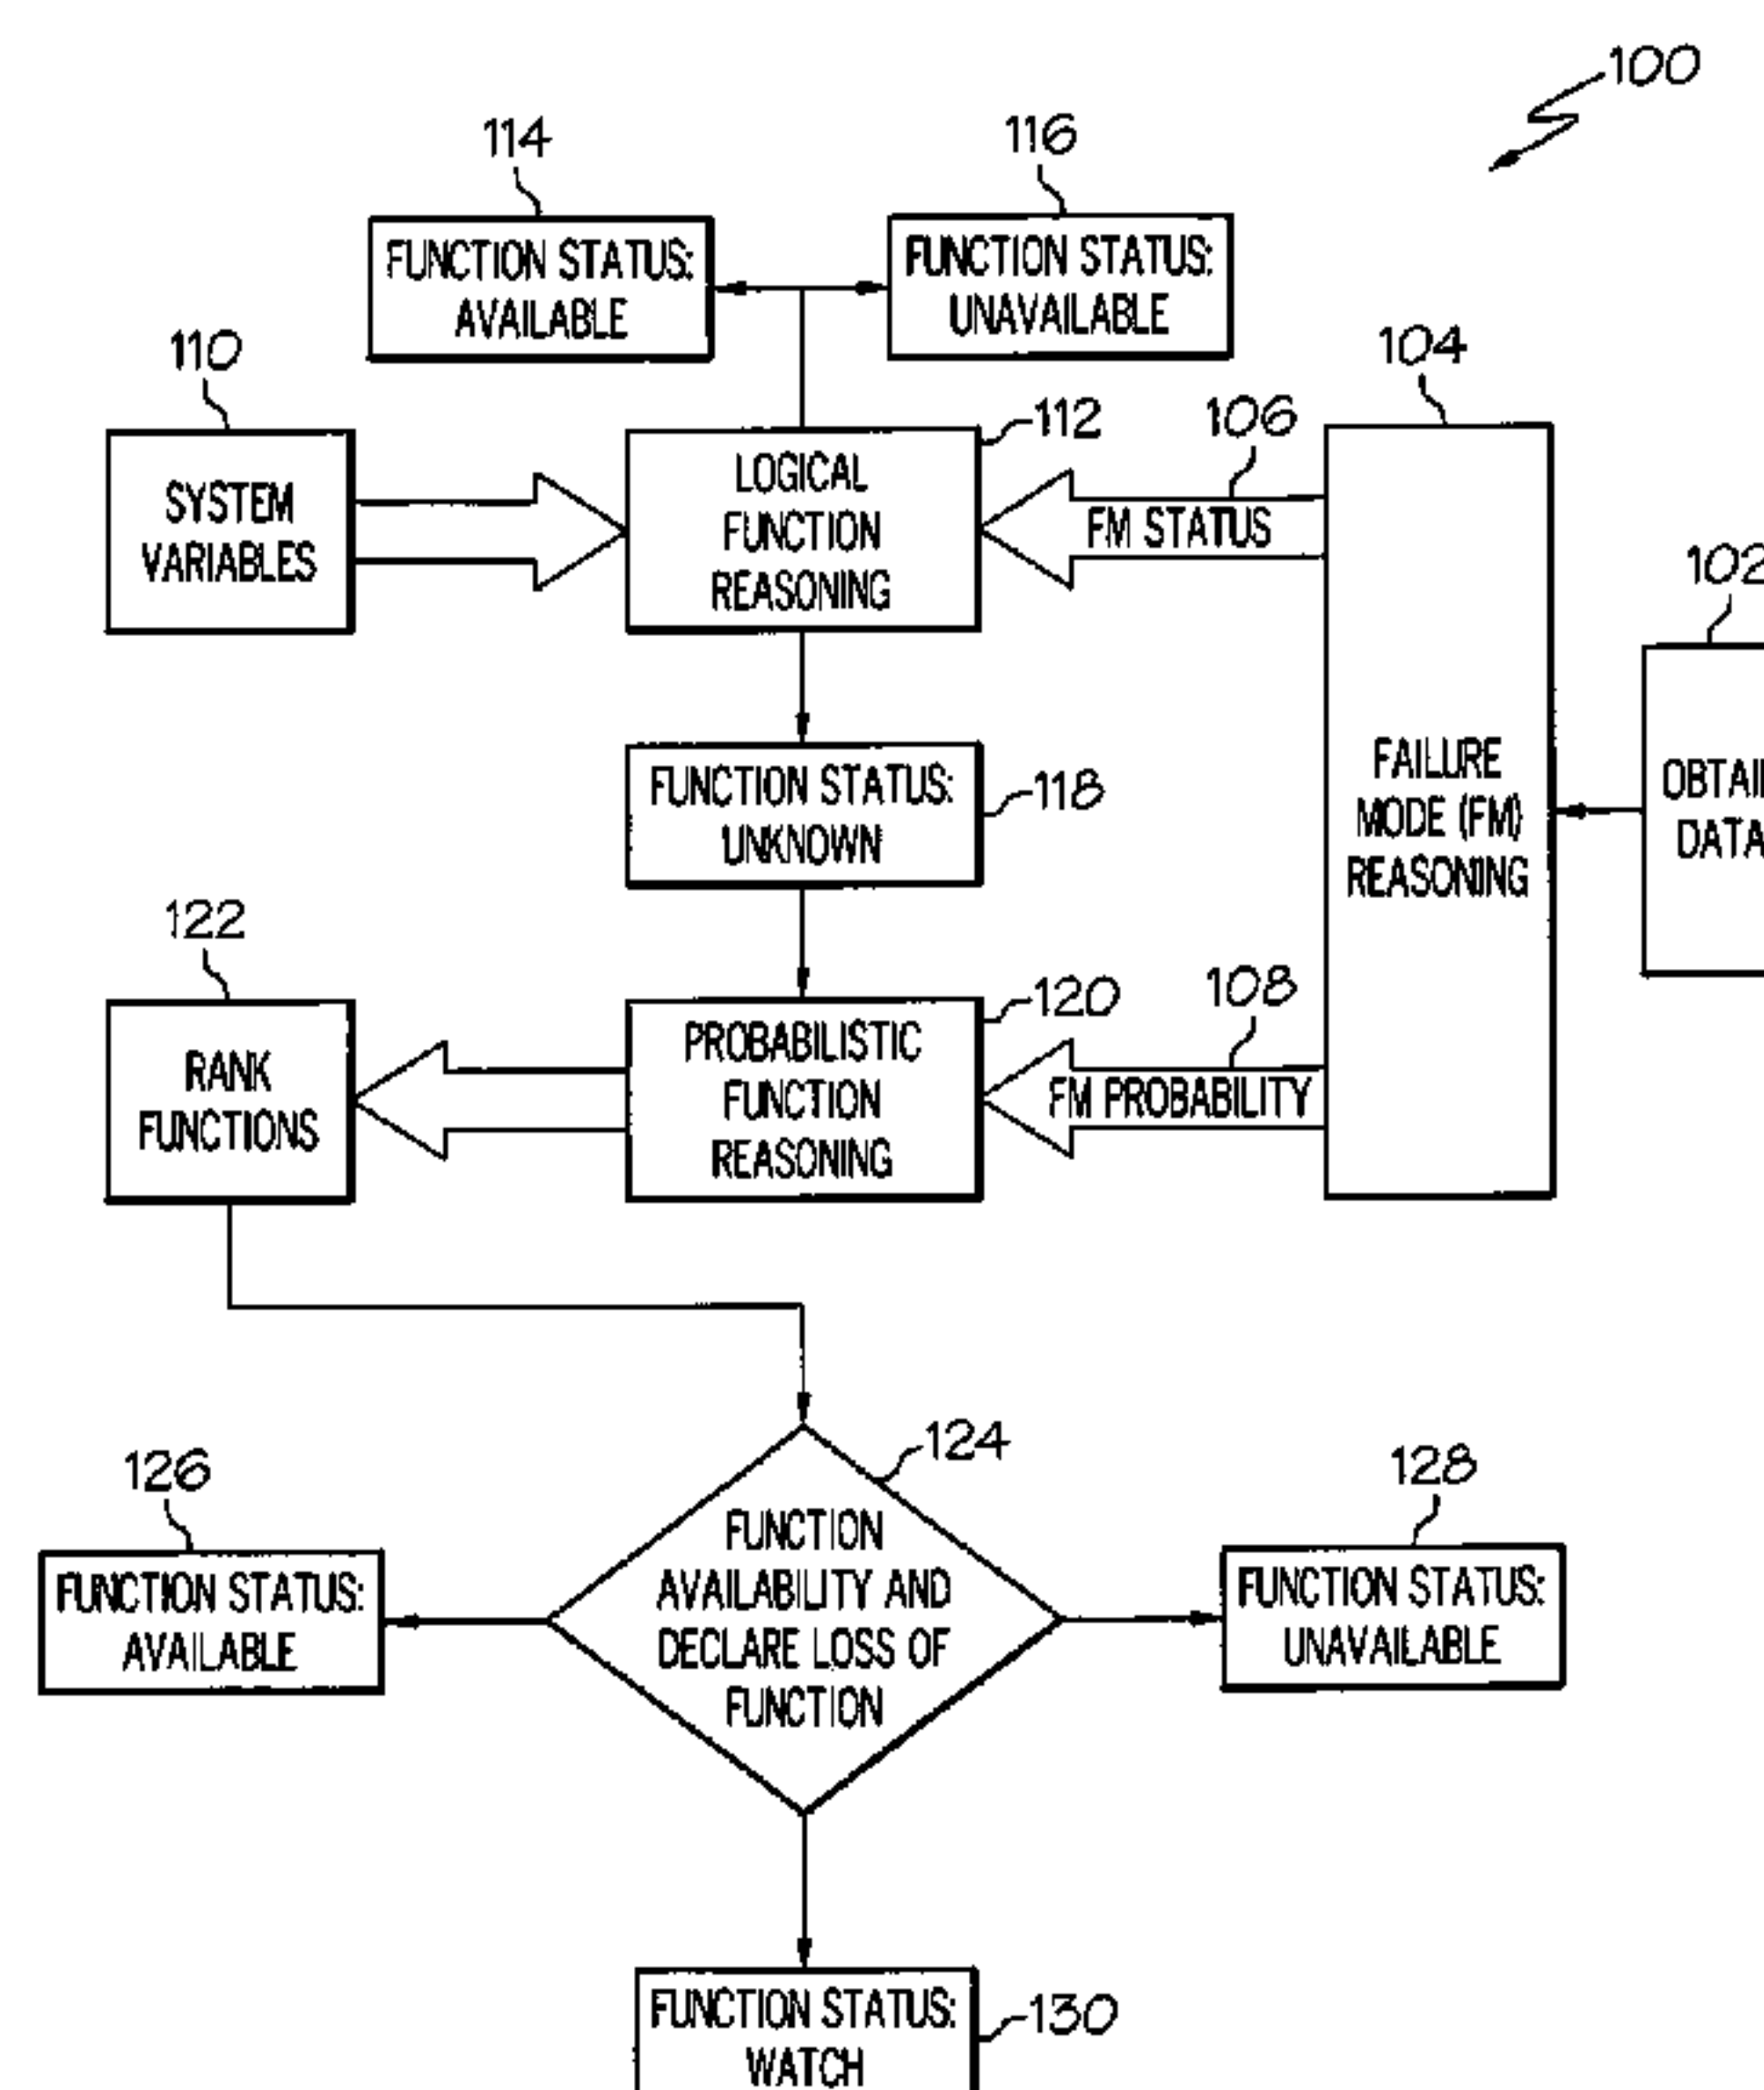 100
114
116
FUNCTION STATUS:
AVAILABLE
FUNCTION STATUS:
UNAVAILABLE
110
104
SYSTEM
VARIABLES
112
LOGICAL
FUNCTION
REASONING
106
FM STATUS
102
FUNCTION STATUS:
UNKNOWN
118
FAILURE
MODE (FM)
REASONING
OBTAI
DATA
122
RANK
FUNCTIONS
120
PROBABILISTIC
FUNCTION
REASONING
108
FM PROBABILITY
124
FUNCTION
AVAILABILITY AND
DECLARE LOSS OF
FUNCTION
126
FUNCTION STATUS:
AVAILABLE
128
FUNCTION STATUS:
UNAVAILABLE
FUNCTION STATUS:
WATCH
130